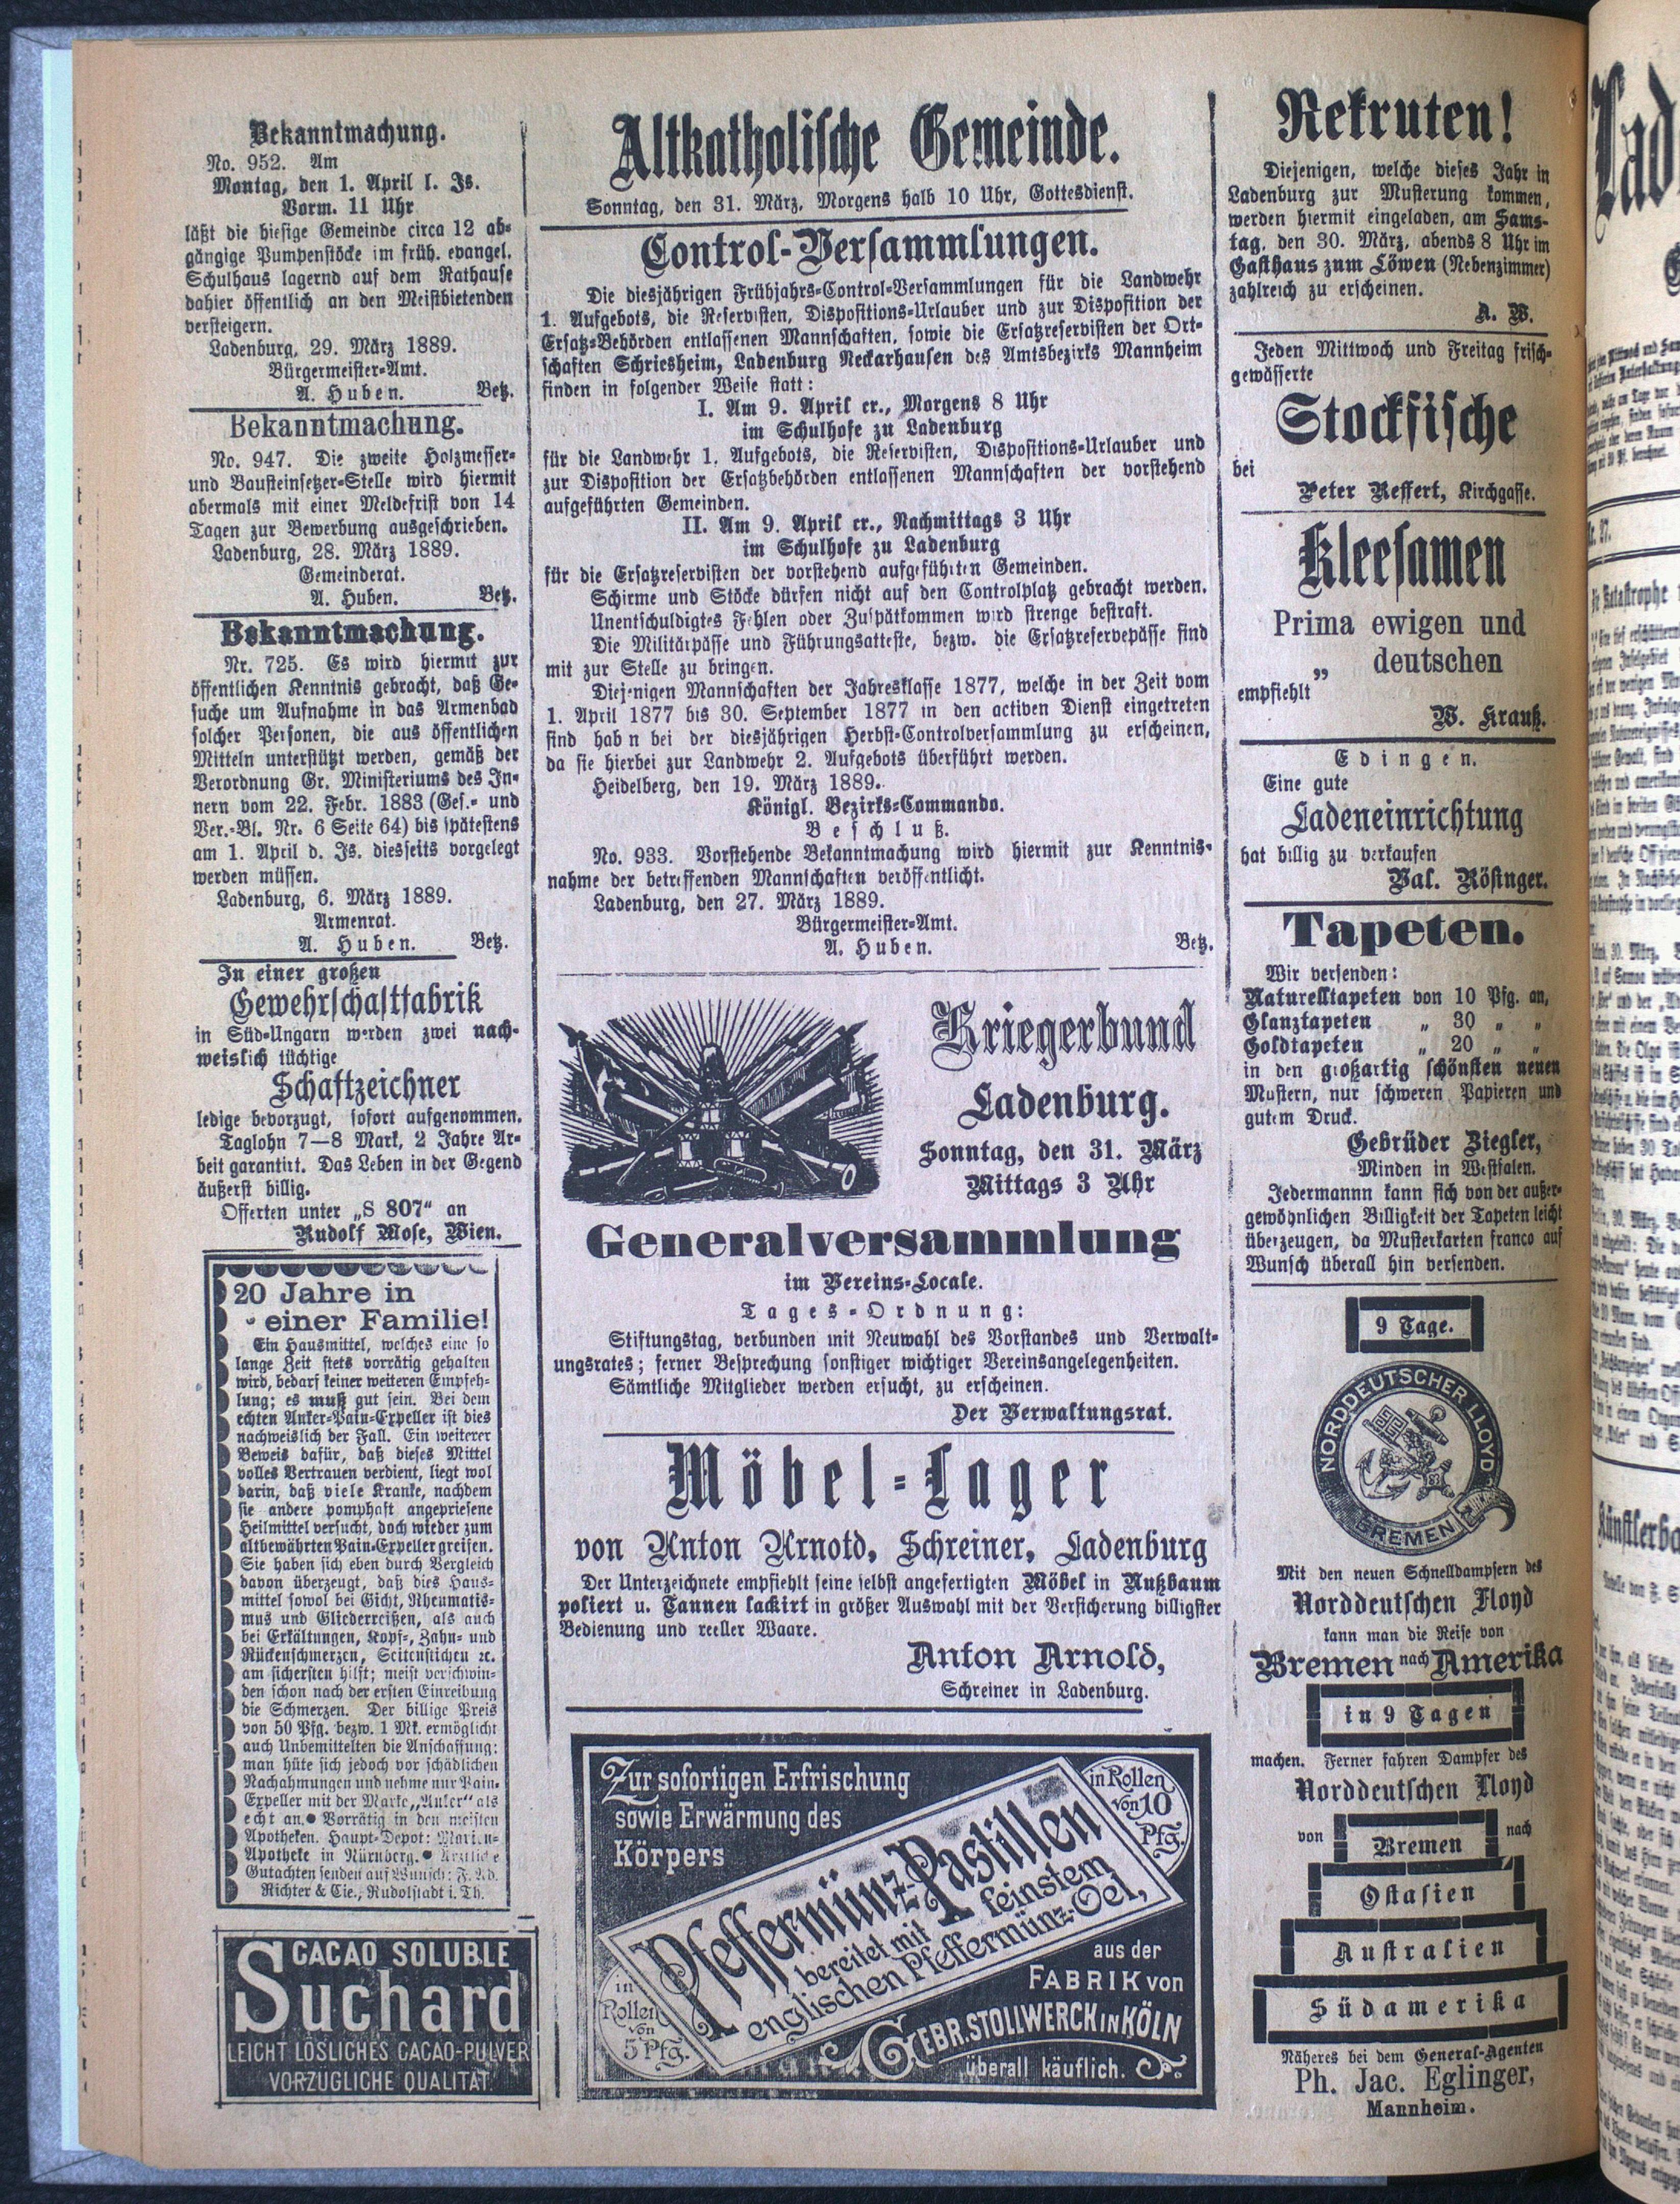 Bekanntmachung.
No. 952. Am
Montag, den 1. April l. Js.
Vorm. 11 Uhr
läßt die hiesige Gemeinde circa 12 ab-
gängige Pumpenstöcke im früh. evangel.
Schulhaus lagernd auf dem Rathause
dahier öffentlich an den Meistbietenden
versteigern.
Ladenburg, 29. März 1889.
Bürgermeister-Amt.
A. Huben. Betz.
Bekanntmachung.
No. 947. Die zweite Holzmesser-
und Bausteinsetzer-Stelle wird hiermit
abermals mit einer Meldefrist von 14
Tagen zur Bewerbung ausgeschrieben.
Ladenburg, 28. März 1889.
Gemeinderat.
A. Huben. Betz.
Bekanntmachung.
Nr. 725. Es wird hiermit zur
öffentlichen Kenntnis gebracht, daß Ge-
suche um Aufnahme in das Armenbad
solcher Personen, die aus öffentlichen
Mitteln unterstützt werden, gemäß der
Verordnung Gr. Ministeriums des In-
nern vom 22. Febr. 1883 (Ges.- und
Ver.-Bl. Nr. 6 Seite 64) bis spätestens
am 1. April d. Js. diesseits vorgelegt
werden müssen.
Ladenburg, 6. März 1889.
Armenrat.
A. Huben. Betz.
In einer großen
Gewehrschaftfabrik
in Süd-Ungarn werden zwei nach-
weislich tüchtige
Schaftzeichner
ledige bevorzugt, sofort aufgenommen.
Taglohn 7—8 Mark, 2 Jahre Ar-
beit garantirt. Das Leben in der Gegend
äußerst billig.
Offerten unter „S 807“ an
Rudolf Mose, Wien.
20 Jahre in
einer Familie!
Ein Hausmittel, welches eine so
lange Zeit stets vorrätig gehalten
wird, bedarf keiner weiteren Empfeh-
lung; es muß gut sein. Bei dem
echten Anker-Pain-Expeller ist dies
nachweislich der Fall. Ein weiterer
Beweis dafür, daß dieses Mittel
volles Vertrauen verdient, liegt wol
darin, daß viele Kranke, nachdem
sie andere pomphaft angepriesene
Heilmittel versucht, doch wieder zum
altbewährten Pain-Expeller greifen.
Sie haben sich eben durch Vergleich
davon überzeugt, daß dies Haus-
mittel sowol bei Gicht, Rheumatis-
mus und Gliederreißen, als auch
bei Erkältungen, Kopf-, Zahn- und
Rückenschmerzen, Seitenstichen ꝛc.
am sichersten hilft; meist verschwin-
den schon nach der ersten Einreibung
die Schmerzen. Der billige Preis
von 50 Pfg. bezw. 1 Mk. ermöglicht
auch Unbemittelten die Anschaffung;
man hüte sich jedoch vor schädlichen
Nachahmungen und nehme nur Pain-
Expeller mit der Marke „Anker“ als
echt an. Vorrätig in den meisten
Apotheken. Haupt-Depot: Marien-
Apotheke in Nürnberg. Ärztliche
Gutachten senden auf Wunsch: F. Ad.
Richter & Cie., Rudolstadt i. Th.
CACAO SOLUBLE
Suchard
LEICHT LÖSLICHES CACAO-PULVER
VORZÜGLICHE QUALITÄT.
Altkatholische Gemeinde.
Sonntag, den 31. März, Morgens halb 10 Uhr, Gottesdienst.
Control-Versammlungen.
Die diesjährigen Frühjahrs-Control-Versammlungen für die Landwehr
1. Aufgebots, die Reservisten, Dispositions-Urlauber und zur Disposition der
Ersatz-Behörden entlassenen Mannschaften, sowie die Ersatzreservisten der Ort-
schaften Schriesheim, Ladenburg Neckarhausen des Amtsbezirks Mannheim
finden in folgender Weise statt:
I. Am 9. April cr., Morgens 8 Uhr
im Schulhofe zu Ladenburg
für die Landwehr 1. Aufgebots, die Reservisten, Dispositions-Urlauber und
zur Disposition der Ersatzbehörden entlassenen Mannschaften der vorstehend
aufgeführten Gemeinden.
II. Am 9. April cr., Nachmittags 3 Uhr
im Schulhofe zu Ladenburg
für die Ersatzreservisten der vorstehend aufgeführten Gemeinden.
Schirme und Stöcke dürfen nicht auf den Controlplatz gebracht werden.
Unentschuldigtes Fehlen oder Zuspätkommen wird strenge bestraft.
Die Militärpässe und Führungsatteste, bezw. die Ersatzreservepässe sind
mit zur Stelle zu bringen.
Diejenigen Mannschaften der Jahresklasse 1877, welche in der Zeit vom
1. April 1877 bis 30. September 1877 in den activen Dienst eingetreten
sind hab n bei der diesjährigen Herbst-Controlversammlung zu erscheinen,
da sie hierbei zur Landwehr 2. Aufgebots überführt werden.
Heidelberg, den 19. März 1889.
Königl. Bezirks-Commando.
Beschluß.
No. 933. Vorstehende Bekanntmachung wird hiermit zur Kenntnis-
nahme der betreffenden Mannschaften veröffentlicht.
Ladenburg, den 27. März 1889.
Bürgermeister-Amt.
A. Huben. Betz.
Kriegerbund
Ladenburg.
Sonntag, den 31. März
Mittags 3 Uhr
Generalversammlung
im Vereins-Locale.
Tages-Ordnung:
Stiftungstag, verbunden mit Neuwahl des Vorstandes und Verwalt-
ungsrates; ferner Besprechung sonstiger wichtiger Vereinsangelegenheiten.
Sämtliche Mitglieder werden ersucht, zu erscheinen.
Der Verwaltungsrat.
Möbel-Lager
von Anton Arnold, Schreiner, Ladenburg
Der Unterzeichnete empfiehlt seine selbst angefertigten Möbel in Nußbaum
poliert u. Tannen lackirt in größer Auswahl mit der Versicherung billigster
Bedienung und reeller Waare.
Anton Arnold,
Schreiner in Ladenburg.
Zur sofortigen Erfrischung
sowie Erwärmung des
Körpers
in Rollen
von 10
Pfg.
Pfeffermünz-Pastillen
bereitet mit feinstem
englischen Pfeffermünz-Oel,
in
Rollen
von
5 Pfg.
aus der
FABRIK von
GEBR. STOLLWERCK IN KÖLN
überall käuflich.
Rekruten!
Diejenigen, welche dieses Jahr in
Ladenburg zur Musterung kommen,
werden hiermit eingeladen, am Sams-
tag, den 30. März, abends 8 Uhr im
Gasthaus zum Löwen (Nebenzimmer)
zahlreich zu erscheinen.
A. W.
Jeden Mittwoch und Freitag frisch-
gewässerte
Stockfische
bei
Peter Reffert, Kirchgasse.
Kleesamen
Prima ewigen und
„ deutschen
empfiehlt
W. Krauß.
Edingen.
Eine gute
Ladeneinrichtung
hat billig zu verkaufen
Val. Rösinger.
Tapeten.
Wir versenden:
Naturelltapeten von 10 Pfg. an,
Glanztapeten „ 30 „ „
Goldtapeten „ 20 „ „
in den großartig schönsten neuen
Mustern, nur schweren Papieren und
gutem Druck.
Gebrüder Ziegler,
Minden in Westfalen.
Jedermannn kann sich von der außer-
gewöhnlichen Billigkeit der Tapeten leicht
überzeugen, da Musterkarten franco auf
Wunsch überall hin versenden.
9 Tage.
NORDDEUTSCHER LLOYD
BREMEN
Mit den neuen Schnelldampfern des
Norddeutschen Lloyd
kann man die Reise von
Bremen nach Amerika
in 9 Tagen
machen. Ferner fahren Dampfer des
Norddeutschen Lloyd
von Bremen nach
Ostasien
Australien
Südamerika
Näheres bei dem General-Agenten
Ph. Jac. Eglinger,
Mannheim.